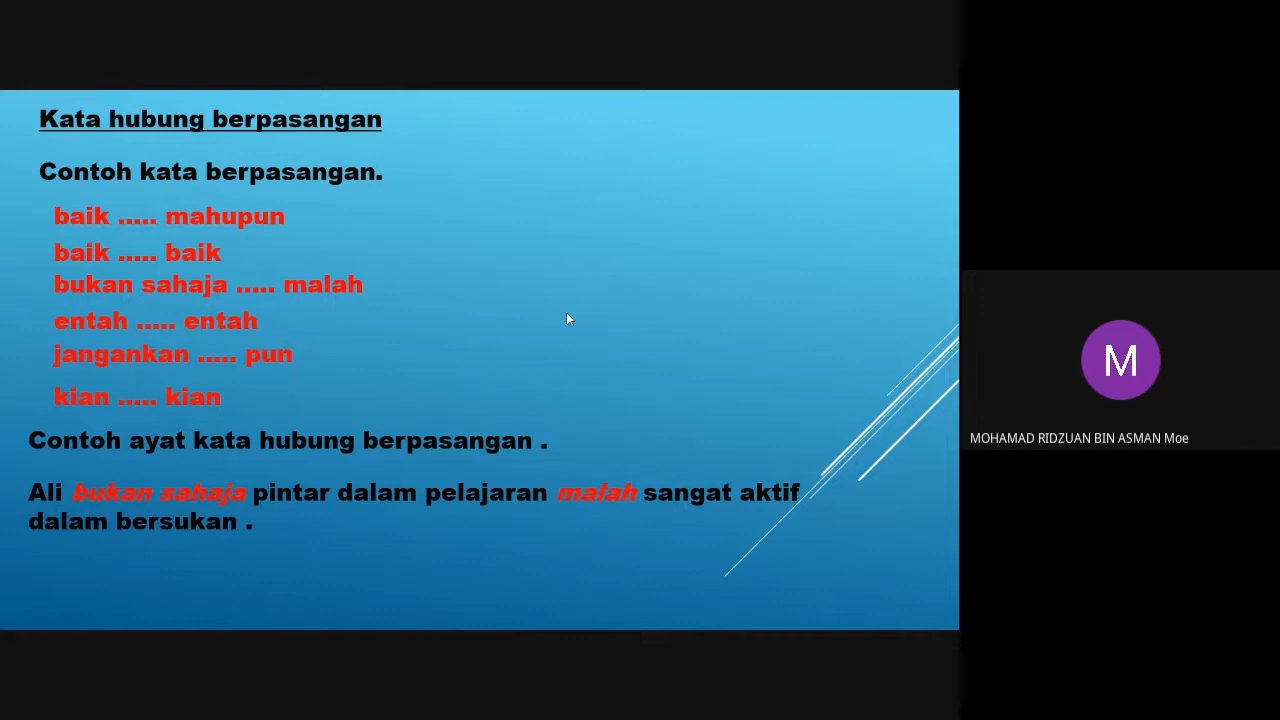 Kata hubung berpasangan
Contoh kata berpasangan.
baik ..... mahupun
baik ..... baik
bukan sahaja ..... malah
entah ..... entah
jangankan ..... pun
kian ..... kian
Contoh ayat kata hubung berpasangan .
Ali bukan sahaja pintar dalam pelajaran malah sangat aktif
dalam bersukan .
M
MOHAMAD RIDZUAN BIN ASMAN Moe